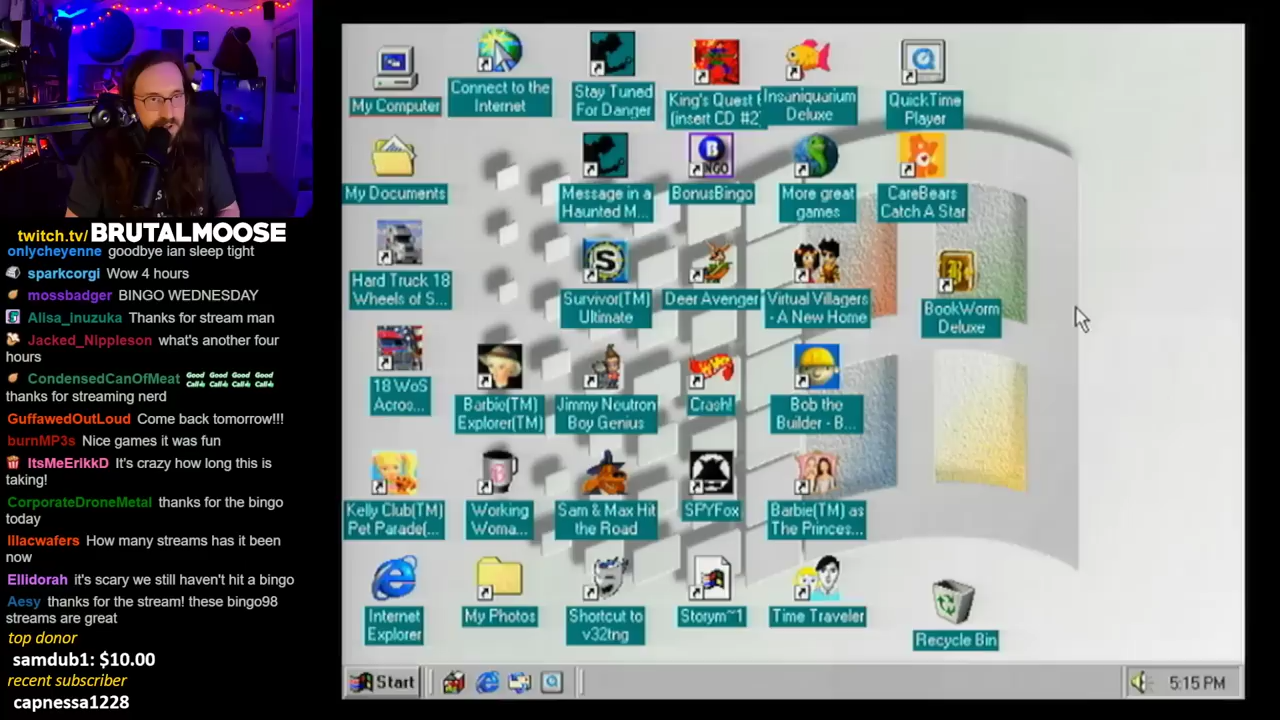 twitch.tv/BRUTALMOOSE
onlycheyenne goodbye ian sleep tight
sparkorgi Wow 4 hours
mossbadger BINGO WEDNESDAY
Alisa_inuzuka Thanks for stream man
Jacked_Nippleson what's another four
hours
CondensedCanOfMeat
thanks for streaming nerd
GuffawedOutLoud Come back tomorrow!!!
burnMP3s Nice games it was fun
ItsMeErikkD It's crazy how long this is
taking!
CorporateDroneMetal thanks for the bingo
today
lilacwafers How many streams has it been
now
Ellidorah it's scary we still haven't hit a bingo
Aesy thanks for the stream! these bingo98
streams are great
top donor
samdub1: $10.00
recent subscriber
capnessa1228
My Computer
Connect to the
Internet
Stay Tuned
For Danger
King's Quest (
(insert CD #2)
Insaniquarium
Deluxe
QuickTime
Player
My Documents
Message in a
Haunted M...
B
NGO
BonusBingo
More great
games
CareBears
Catch A Star
Hard Truck 18
Wheels of S...
S
Survivor(TM)
Ultimate
Deer Avenger
Virtual Villagers
- A New Home
BookWorm
Deluxe
18 WoS
Acros...
Barbie(TM)
Explorer(TM)
Jimmy Neutron
Boy Genius
Crash!
Bob the
Builder - B...
Kelly Club(TM)
Pet Parade(...
Working
Woma...
Sam & Max Hit
the Road
SPYFox
Barbie(TM) as
The Princes...
Internet
Explorer
My Photos
Shortcut to
v32tng
Storym~1
Time Traveler
Recycle Bin
Start
5:15 PM